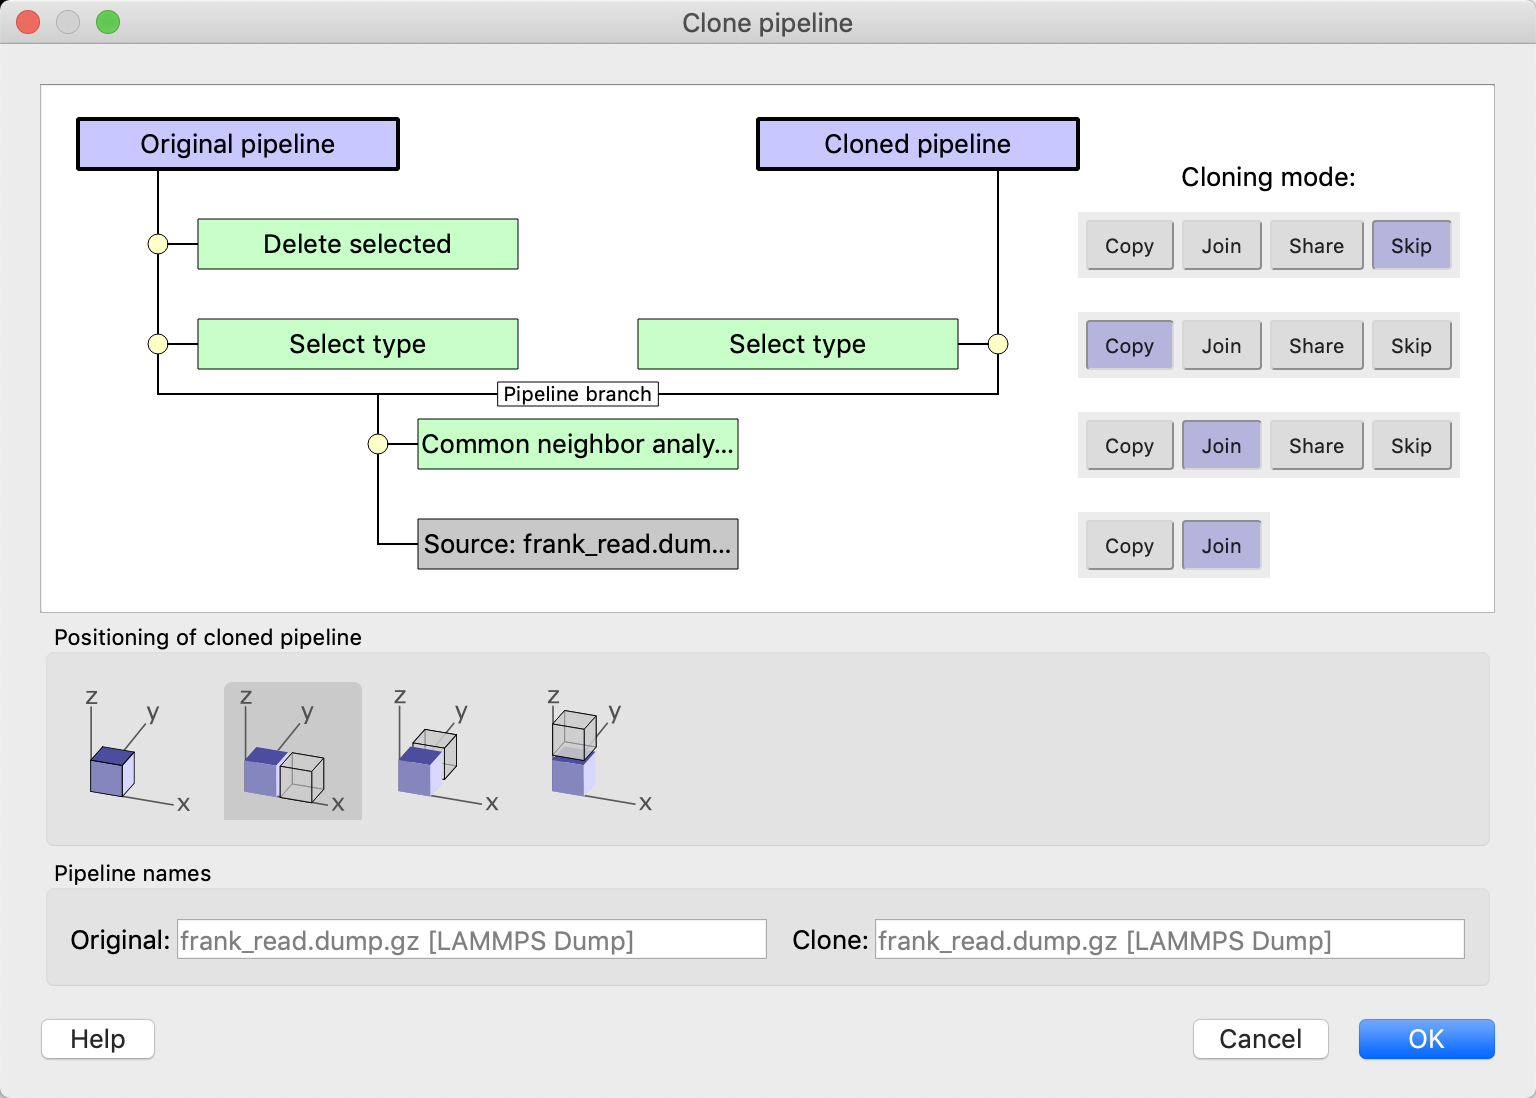 Clone pipeline
Original pipeline
Cloned pipeline
Cloning mode:
Delete selected
Copy Join Share Skip
Select type
Select type
Copy Join Share Skip
Pipeline branch
Common neighbor analy...
Copy Join Share Skip
Source: frank_read.dum...
Copy Join
Positioning of cloned pipeline
z y x
z y x
z y x
z y x
Pipeline names
Original: frank_read.dump.gz [LAMMPS Dump]
Clone: frank_read.dump.gz [LAMMPS Dump]
Help
Cancel
OK